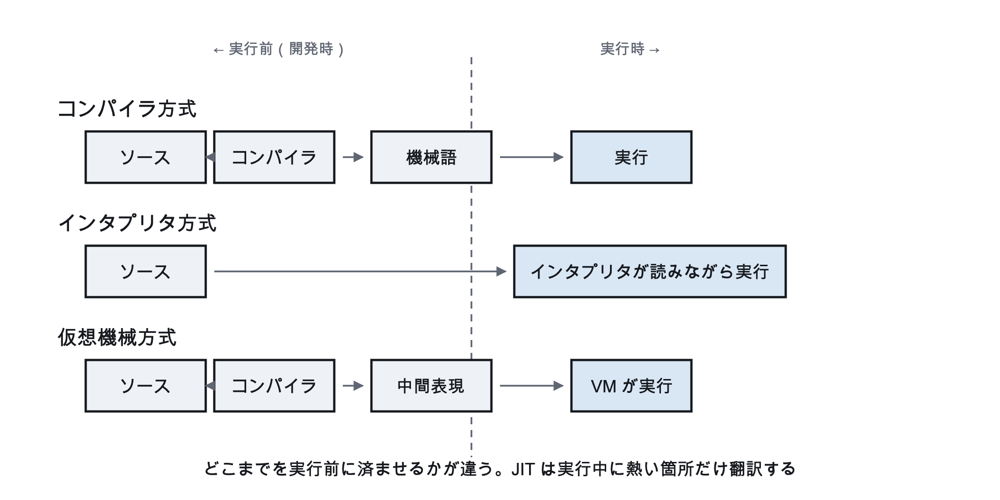 ← 実行前 ( 開発時 )
実行時 →
コンパイラ方式
ソース
コンパイラ
機械語
実行
インタプリタ方式
ソース
インタプリタが読みながら実行
仮想機械方式
ソース
コンパイラ
中間表現
VM が実行
どこまでを実行前に済ませるかが違う。JIT は実行中に熱い箇所だけ翻訳する